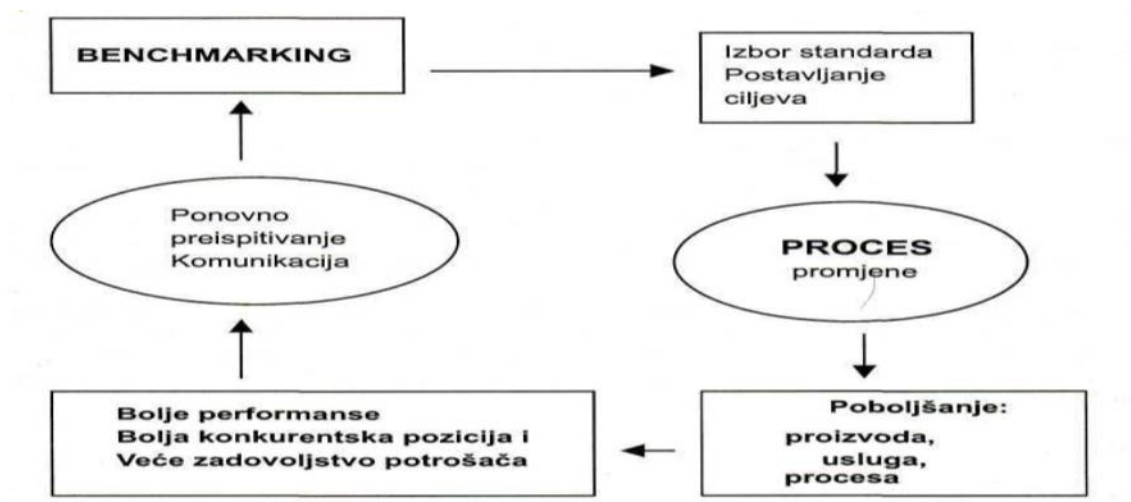 BENCHMARKING
Izbor standarda
Postavljanje
ciljeva
Ponovno
preispitivanje
Komunikacija
PROCES
promjene
Bolje performanse
Bolja konkurentska pozicija i
Veće zadovoljstvo potrošača
Poboljšanje:
proizvoda,
usluga,
procesa